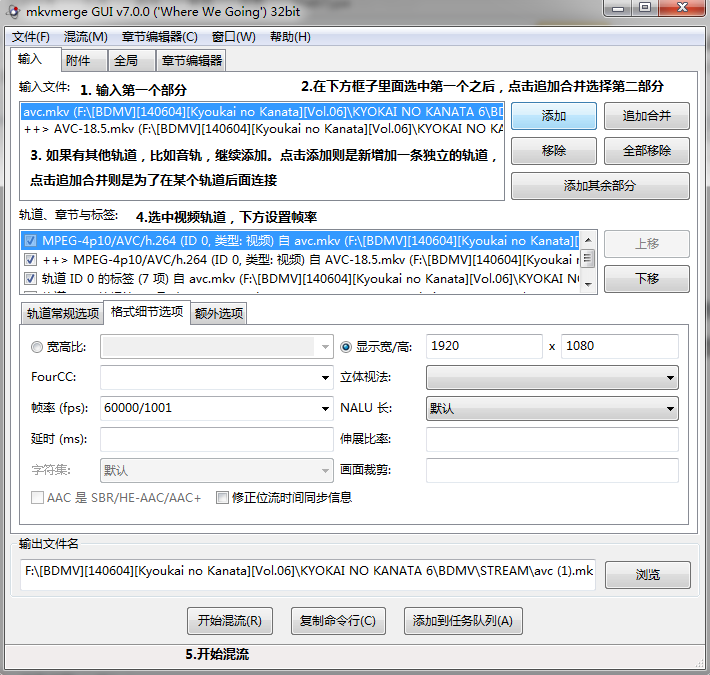 mkvmerge GUI v7.0.0 ('Where We Going') 32bit
文件(F) 混流(M) 章节编辑器(C) 窗口(W) 帮助(H)
输入 附件 全局 章节编辑器
输入文件: 1. 输入第一个部分 2.在下方框子里面选中第一个之后，点击追加合并选择第二部分
avc.mkv (F:\[BDMV][140604][Kyoukai no Kanata][Vol.06]\KYOKAI NO KANATA 6\BD
++> AVC-18.5.mkv (F:\[BDMV][140604][Kyoukai no Kanata][Vol.06]\KYOKAI NO KA
添加 追加合并
3. 如果有其他轨道，比如音轨，继续添加。点击添加则是新增加一条独立的轨道，
点击追加合并则是为了在某个轨道后面连接
移除 全部移除
添加其余部分
轨道、章节与标签: 4.选中视频轨道，下方设置帧率
MPEG-4p10/AVC/h.264 (ID 0, 类型: 视频) 自 avc.mkv (F:\[BDMV][140604][Kyoukai no Kanata][
++> MPEG-4p10/AVC/h.264 (ID 0, 类型: 视频) 自 AVC-18.5.mkv (F:\[BDMV][140604][Kyoukai r
轨道 ID 0 的标签 (7 项) 自 avc.mkv (F:\[BDMV][140604][Kyoukai no Kanata][Vol.06]\KYOKAI N
上移
下移
轨道常规选项 格式细节选项 额外选项
宽高比: 显示宽/高: 1920 x 1080
FourCC: 立体视法:
帧率 (fps): 60000/1001 NALU 长: 默认
延时 (ms): 伸展比率:
字符集: 默认 画面裁剪:
AAC 是 SBR/HE-AAC/AAC+ 修正位流时间同步信息
输出文件名
F:\[BDMV][140604][Kyoukai no Kanata][Vol.06]\KYOKAI NO KANATA 6\BDMV\STREAM\avc (1).mk
浏览
开始混流(R) 复制命令行(C) 添加到任务队列(A)
5.开始混流